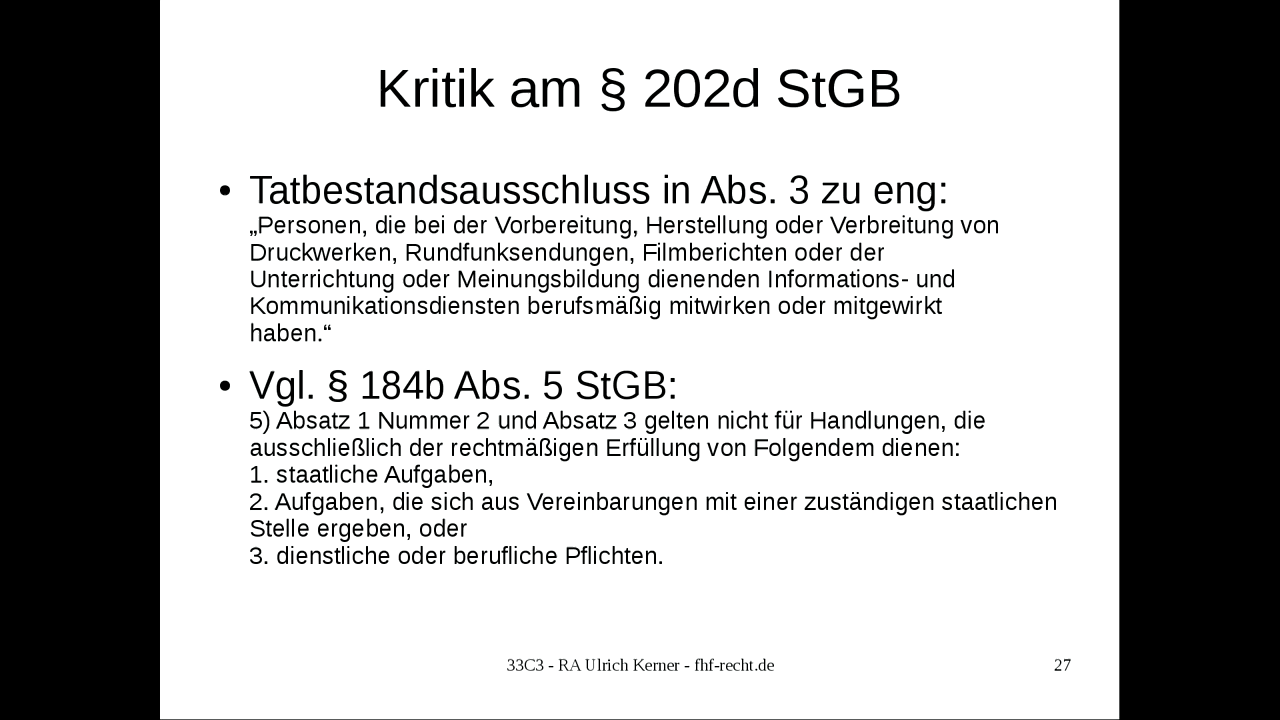 Kritik am § 202d StGB
• Tatbestandsausschluss in Abs. 3 zu eng:
„Personen, die bei der Vorbereitung, Herstellung oder Verbreitung von
Druckwerken, Rundfunksendungen, Filmberichten oder der
Unterrichtung oder Meinungsbildung dienenden Informations- und
Kommunikationsdiensten berufsmäßig mitwirken oder mitgewirkt
haben.“
• Vgl. § 184b Abs. 5 StGB:
5) Absatz 1 Nummer 2 und Absatz 3 gelten nicht für Handlungen, die
ausschließlich der rechtmäßigen Erfüllung von Folgendem dienen:
1. staatliche Aufgaben,
2. Aufgaben, die sich aus Vereinbarungen mit einer zuständigen staatlichen
Stelle ergeben, oder
3. dienstliche oder berufliche Pflichten.
33C3 - RA Ulrich Kerner - fhf-recht.de
27